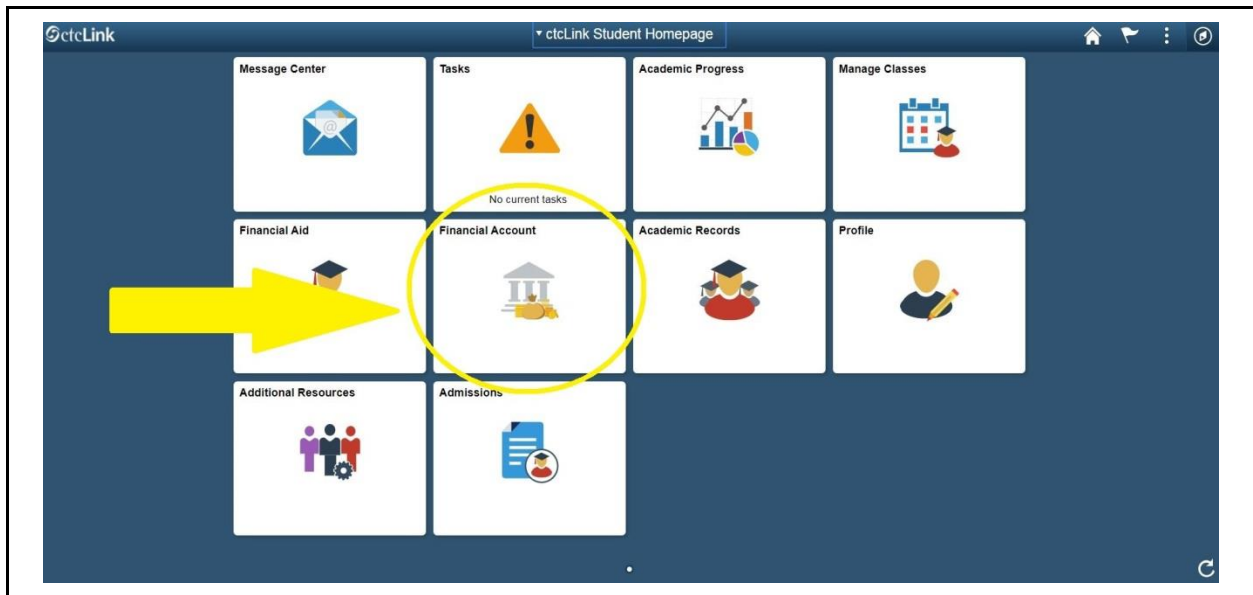 ctcLink
▾ ctcLink Student Homepage
Message Center
Tasks
Academic Progress
Manage Classes
@
No current tasks
Financial Aid
Financial Account
Academic Records
Profile
Additional Resources
Admissions